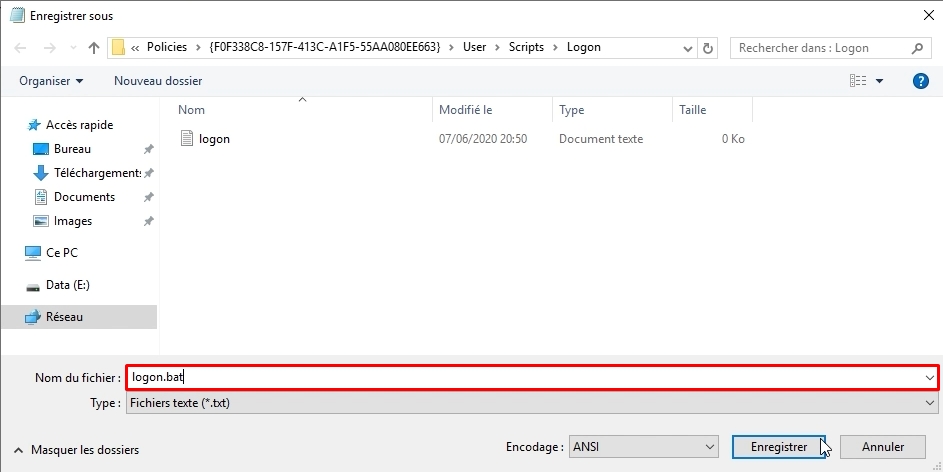 Enregistrer sous
« Policies > {F0F338C8-157F-413C-A1F5-55AA080EE663} > User > Scripts > Logon
Rechercher dans : Logon
Organiser
Nouveau dossier
?
Nom
Modifié le
Type
Taille
Accès rapide
Bureau
Téléchargements
Documents
Images
Ce PC
Data (E:)
Réseau
logon
07/06/2020 20:50
Document texte
0 Ko
Nom du fichier :
logon.bat
Type :
Fichiers texte (*.txt)
Masquer les dossiers
Encodage :
ANSI
Enregistrer
Annuler